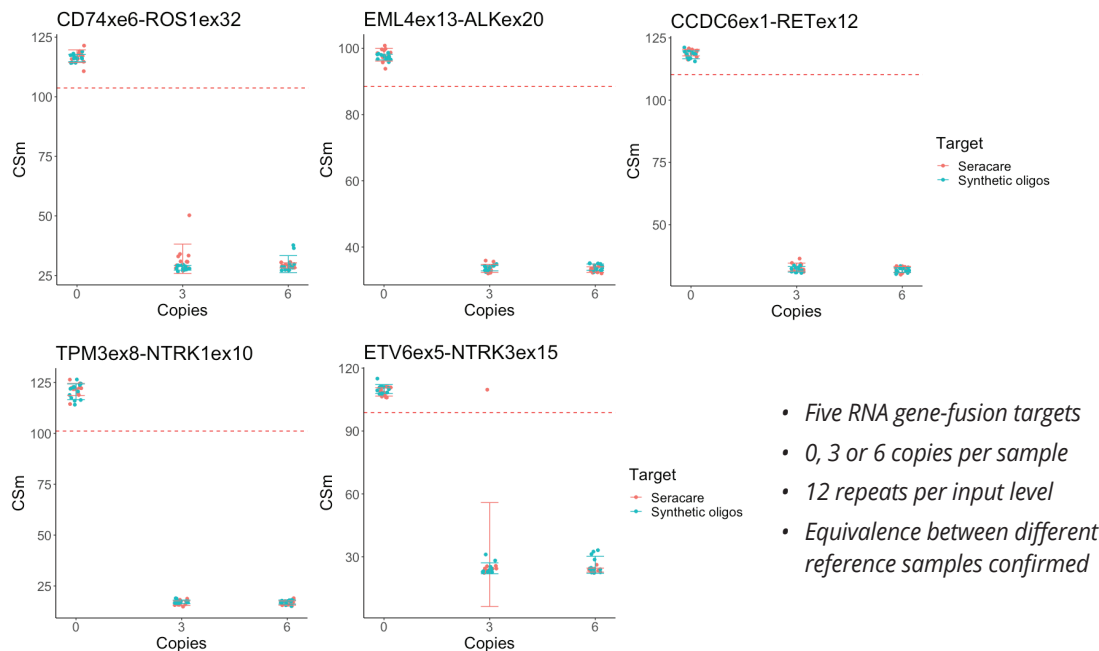 CD74xe6-ROS1ex32
125
100
75
50
25
CSm
0
3
6
Copies
EML4ex13-ALKex20
100
80
60
40
CSm
0
3
6
Copies
CCDC6ex1-RETex12
125
100
75
50
CSm
0
3
6
Copies
Target
Seracare
Synthetic oligos
TPM3ex8-NTRK1ex10
125
100
75
50
25
CSm
0
3
6
Copies
ETV6ex5-NTRK3ex15
120
90
60
30
CSm
0
3
6
Copies
Target
Seracare
Synthetic oligos
• Five RNA gene-fusion targets
• 0, 3 or 6 copies per sample
• 12 repeats per input level
• Equivalence between different
reference samples confirmed